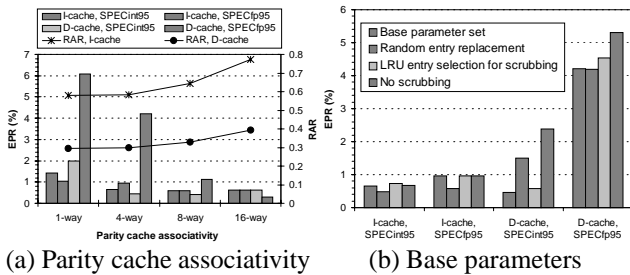 I-cache, SPECint95
I-cache, SPECfp95
D-cache, SPECint95
D-cache, SPECfp95
RAR, I-cache
RAR, D-cache
(a)
7
6
5
4
3
2
1
0
EPR (%)
0.8
0.7
0.6
0.5
0.4
0.3
0.2
0.1
0
RAR
1-way
4-way
8-way
16-way
Parity cache associativity
(a) Parity cache associativity
(b)
6
5
4
3
2
1
0
EPR (%)
Base parameter set
Random entry replacement
LRU entry selection for scrubbing
No scrubbing
I-cache,
SPECint95
I-cache,
SPECfp95
D-cache,
SPECint95
D-cache,
SPECfp95
(b) Base parameters